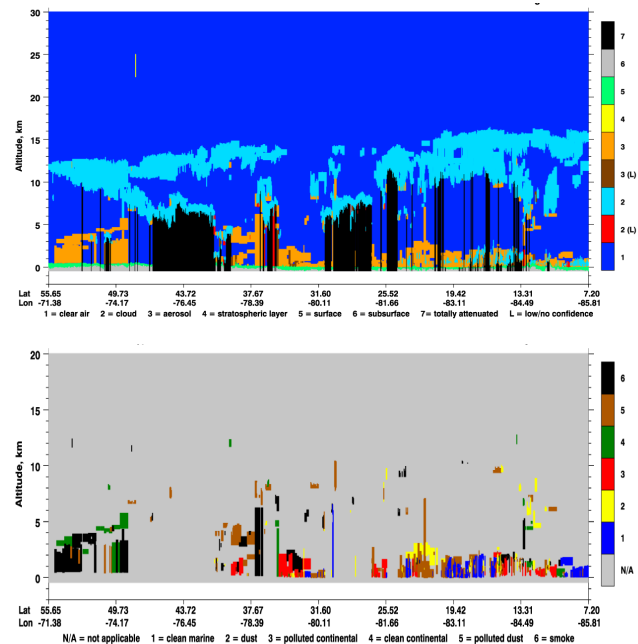 30
25
20
15
10
5
0
Altitude, km
7
6
5
4
3
3 (L)
2
2 (L)
1
Lat 55.65 49.73 43.72 37.67 31.61 25.52 19.42 13.31 7.20
Lon -71.38 -74.17 -76.45 -78.39 -80.11 -81.66 -83.11 -84.49 -85.81
1 = clear air 2 = cloud 3 = aerosol 4 = stratospheric layer 5 = surface 6 = subsurface 7= totally attenuated L = low/no confidence
20
15
10
5
0
Altitude, km
6
5
4
3
2
1
N/A
Lat 55.65 49.73 43.72 37.67 31.61 25.52 19.42 13.31 7.20
Lon -71.38 -74.17 -76.45 -78.39 -80.11 -81.66 -83.11 -84.49 -85.81
N/A = not applicable 1 = clean marine 2 = dust 3 = polluted continental 4 = clean continental 5 = polluted dust 6 = smoke